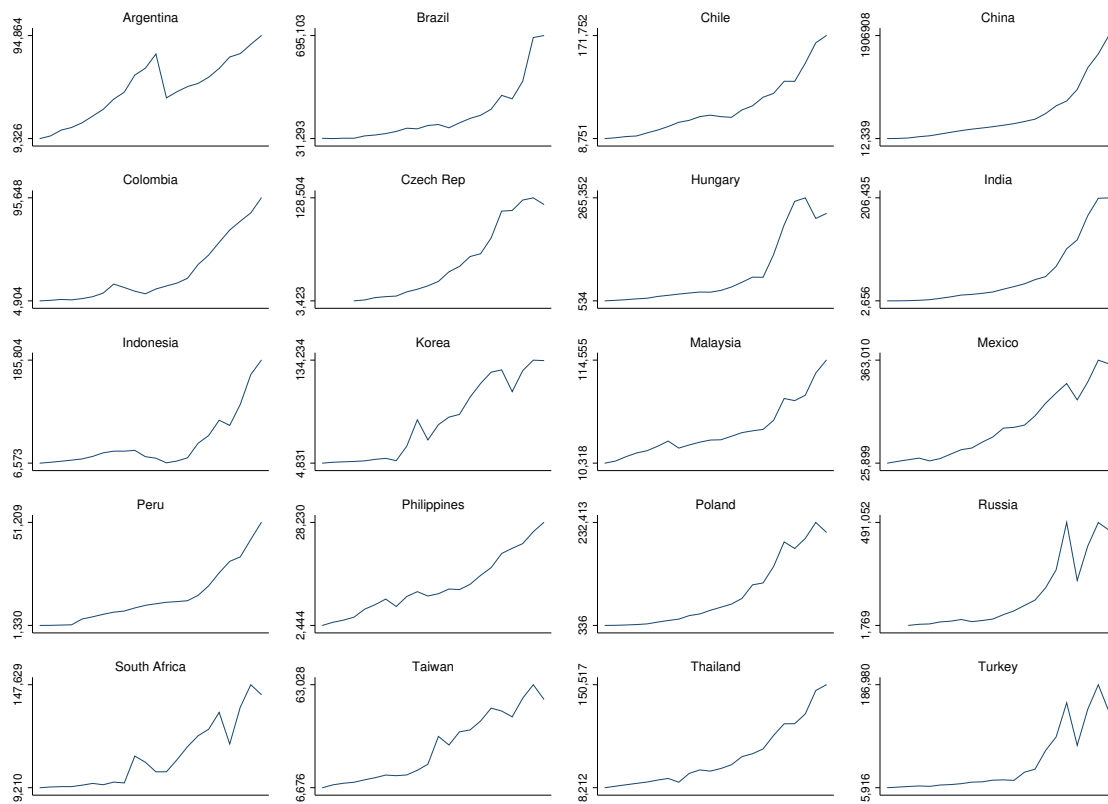 Argentina
94,864
9,326
Brazil
695,103
31,293
Chile
171,752
8,751
China
1906908
12,339
Colombia
95,648
4,904
Czech Rep
128,504
3,423
Hungary
265,352
534
India
206,435
2,656
Indonesia
185,804
6,573
Korea
134,234
4,831
Malaysia
114,555
10,318
Mexico
363,010
25,899
Peru
51,209
1,330
Philippines
28,230
2,444
Poland
232,413
336
Russia
491,052
1,769
South Africa
147,629
9,210
Taiwan
63,028
6,676
Thailand
150,517
8,212
Turkey
186,980
5,916